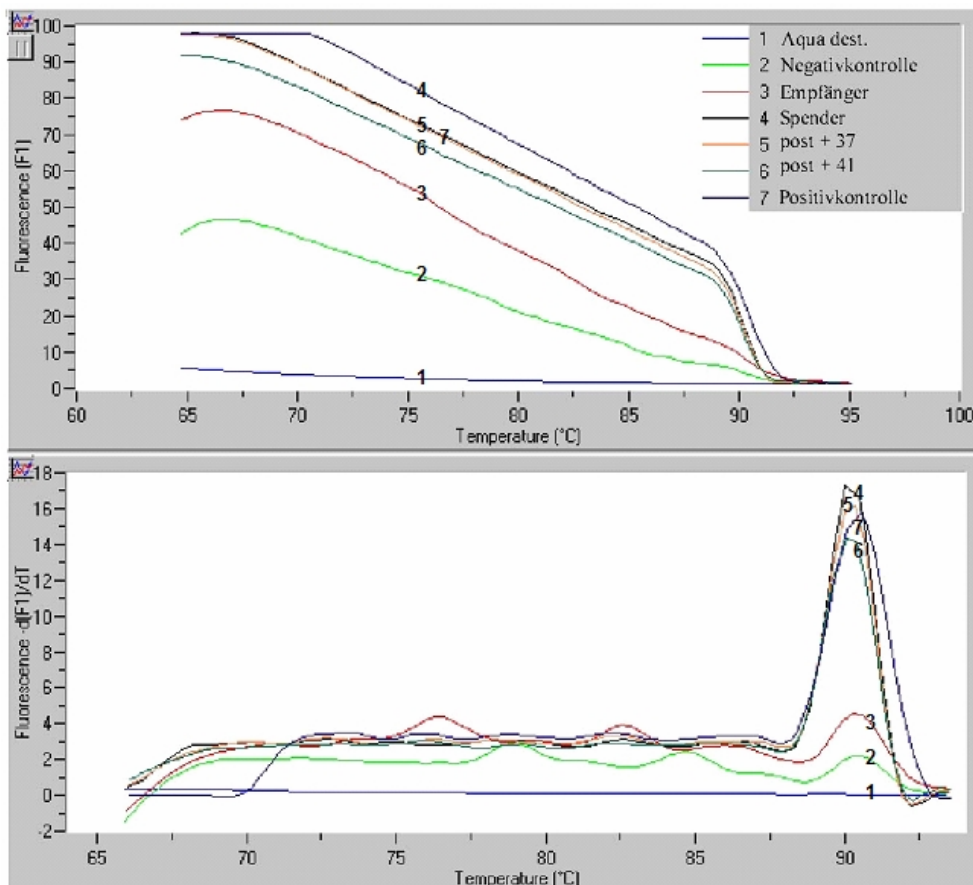 100
90
80
70
60
50
40
30
20
10
0
Fluorescence (F1)
60 65 70 75 80 85 90 95 100
Temperature (°C)
1 Aqua dest.
2 Negativkontrolle
3 Empfänger
4 Spender
5 post + 37
6 post + 41
7 Positivkontrolle
4
5
7
6
3
2
1
18
16
14
12
10
8
6
4
2
0
-2
Fluorescence -d(F1)/dT
65 70 75 80 85 90
Temperature (°C)
4
5
7
6
3
2
1